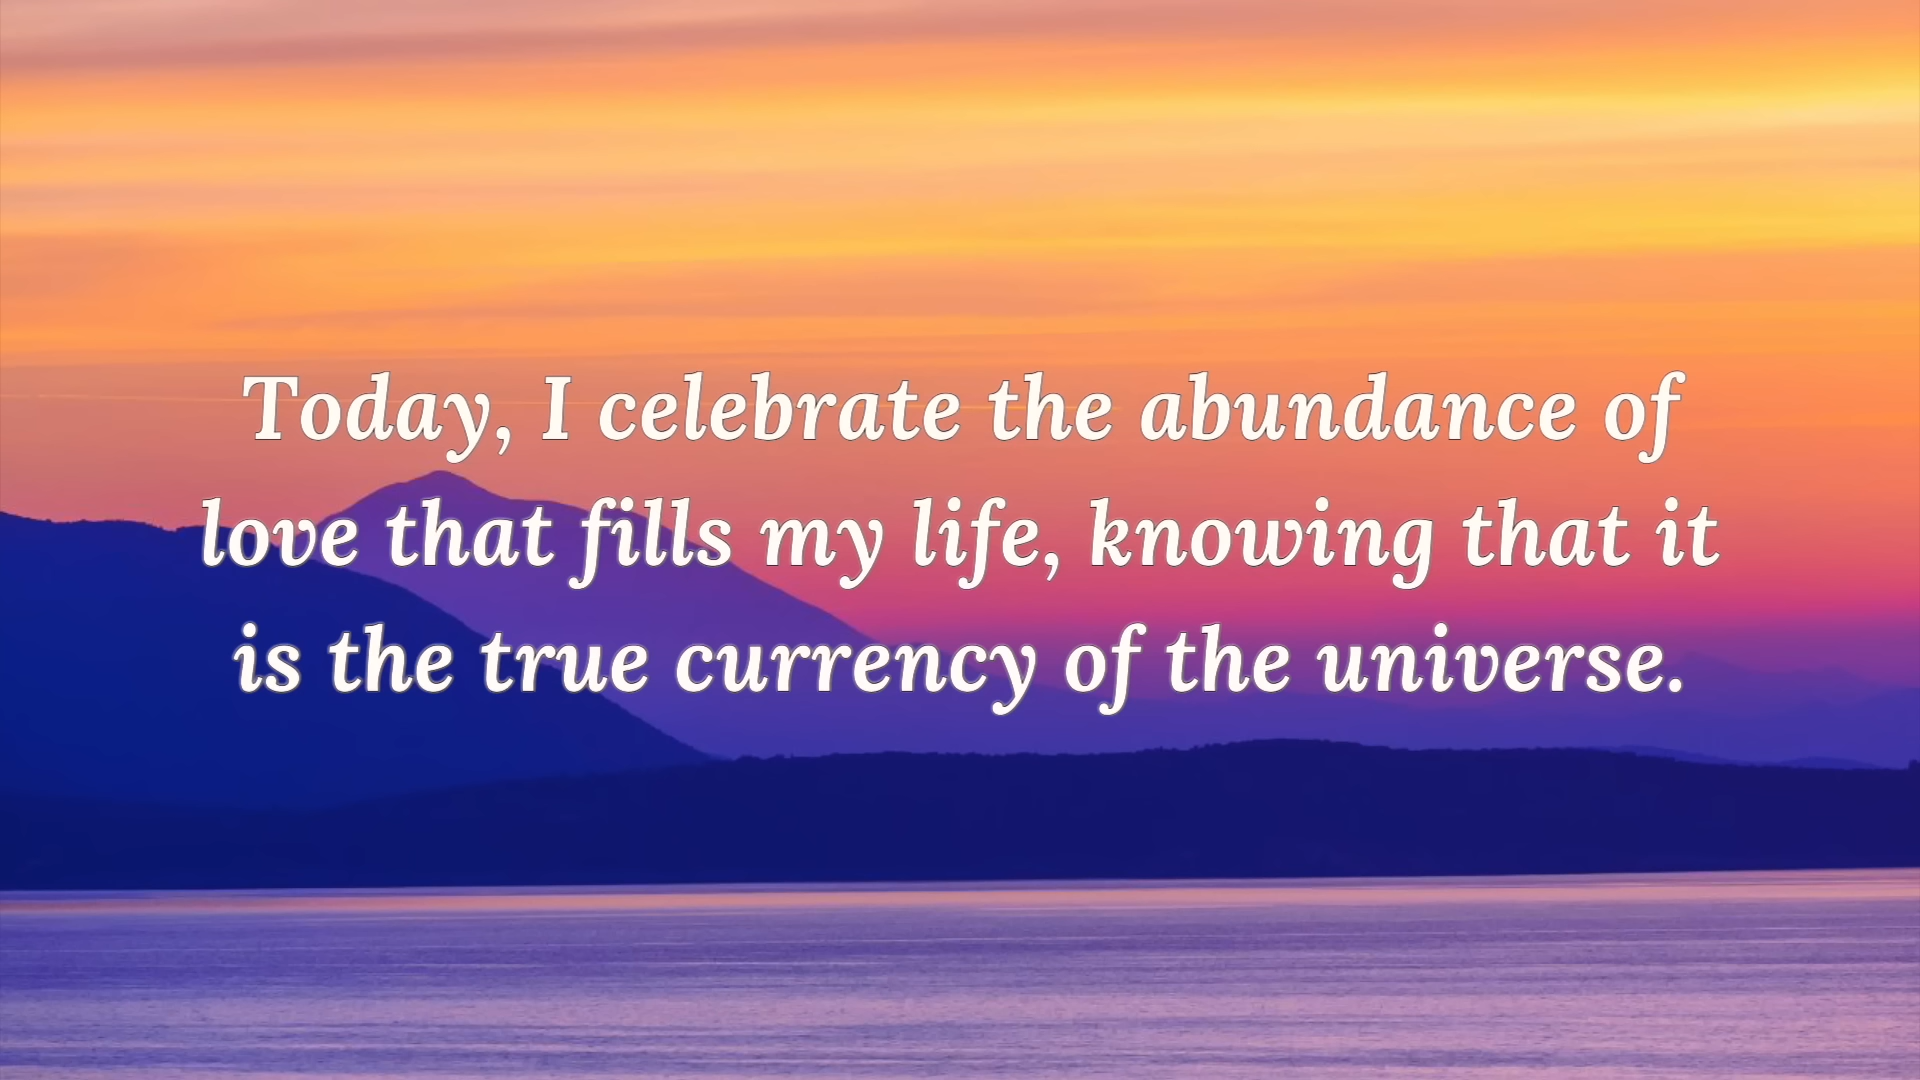 Today, I celebrate the abundance of
love that fills my life, knowing that it
is the true currency of the universe.